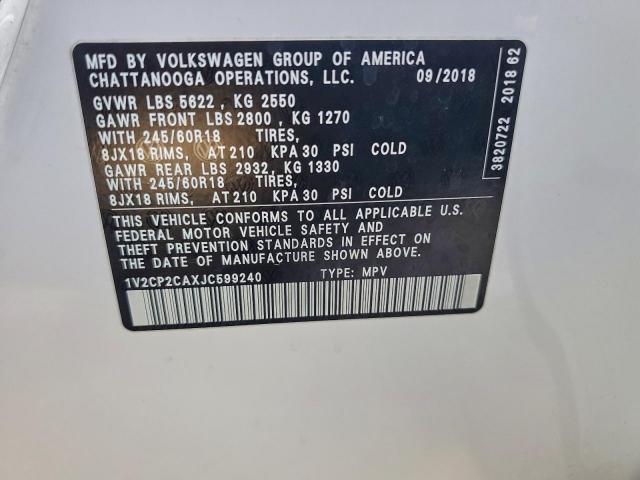 MFD BY VOLKSWAGEN GROUP OF AMERICA
CHATTANOOGA OPERATIONS, LLC. 09/2018
GVWR LBS 5622 , KG 2550
GAWR FRONT LBS 2800 , KG 1270
WITH 245/60R18 TIRES,
8JX18 RIMS, AT 210 KPA 30 PSI COLD
GAWR REAR LBS 2932, KG 1330
WITH 245/60R18 TIRES,
8JX18 RIMS, AT 210 KPA 30 PSI COLD
THIS VEHICLE CONFORMS TO ALL APPLICABLE U.S.
FEDERAL MOTOR VEHICLE SAFETY AND
THEFT PREVENTION STANDARDS IN EFFECT ON
THE DATE OF MANUFACTURE SHOWN ABOVE.
1V2CP2CAXJC599240 TYPE: MPV
3820722 2018 62